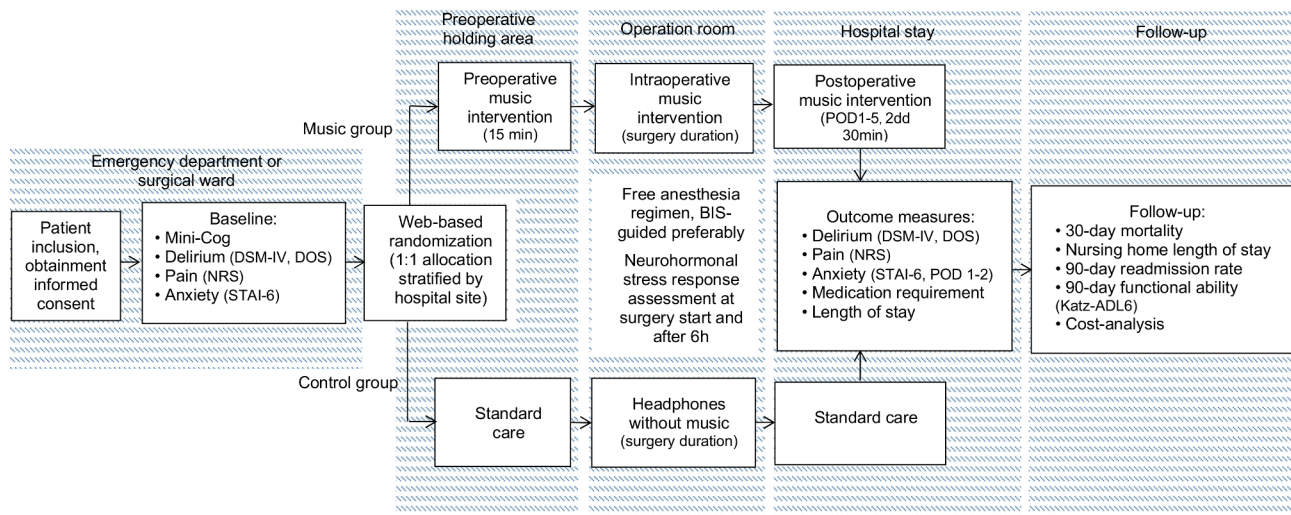 Preoperative
holding area
Operation room
Hospital stay
Follow-up
Preoperative
music
intervention
(15 min)
Intraoperative
music
intervention
(surgery duration)
Postoperative
music intervention
(POD1-5, 2dd
30min)
Music group
Emergency department or
surgical ward
Patient
inclusion,
obtainment
informed
consent
Baseline:
• Mini-Cog
• Delirium (DSM-IV, DOS)
• Pain (NRS)
• Anxiety (STAI-6)
Web-based
randomization
(1:1 allocation
stratified by
hospital site)
Free anesthesia
regimen, BIS-
guided preferably
Neurohormonal
stress response
assessment at
surgery start and
after 6h
Outcome measures:
• Delirium (DSM-IV, DOS)
• Pain (NRS)
• Anxiety (STAI-6, POD 1-2)
• Medication requirement
• Length of stay
Follow-up:
• 30-day mortality
• Nursing home length of stay
• 90-day readmission rate
• 90-day functional ability
(Katz-ADL6)
• Cost-analysis
Control group
Standard
care
Headphones
without music
(surgery duration)
Standard care